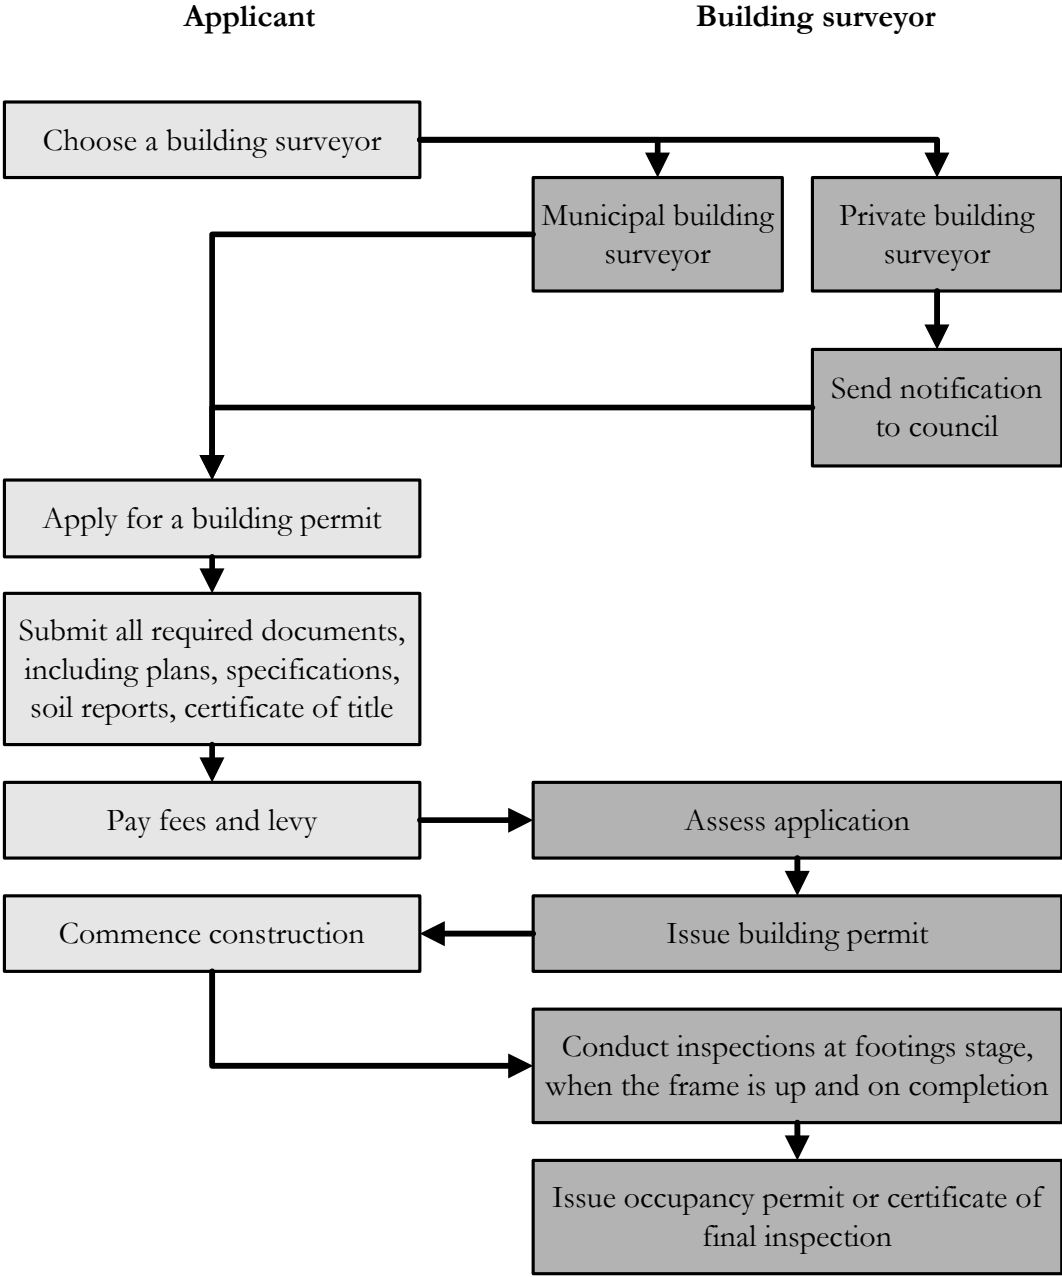 Applicant
Building surveyor
Choose a building surveyor
Municipal building
surveyor
Private building
surveyor
Send notification
to council
Apply for a building permit
Submit all required documents,
including plans, specifications,
soil reports, certificate of title
Pay fees and levy
Assess application
Commence construction
Issue building permit
Conduct inspections at footings stage,
when the frame is up and on completion
Issue occupancy permit or certificate of
final inspection